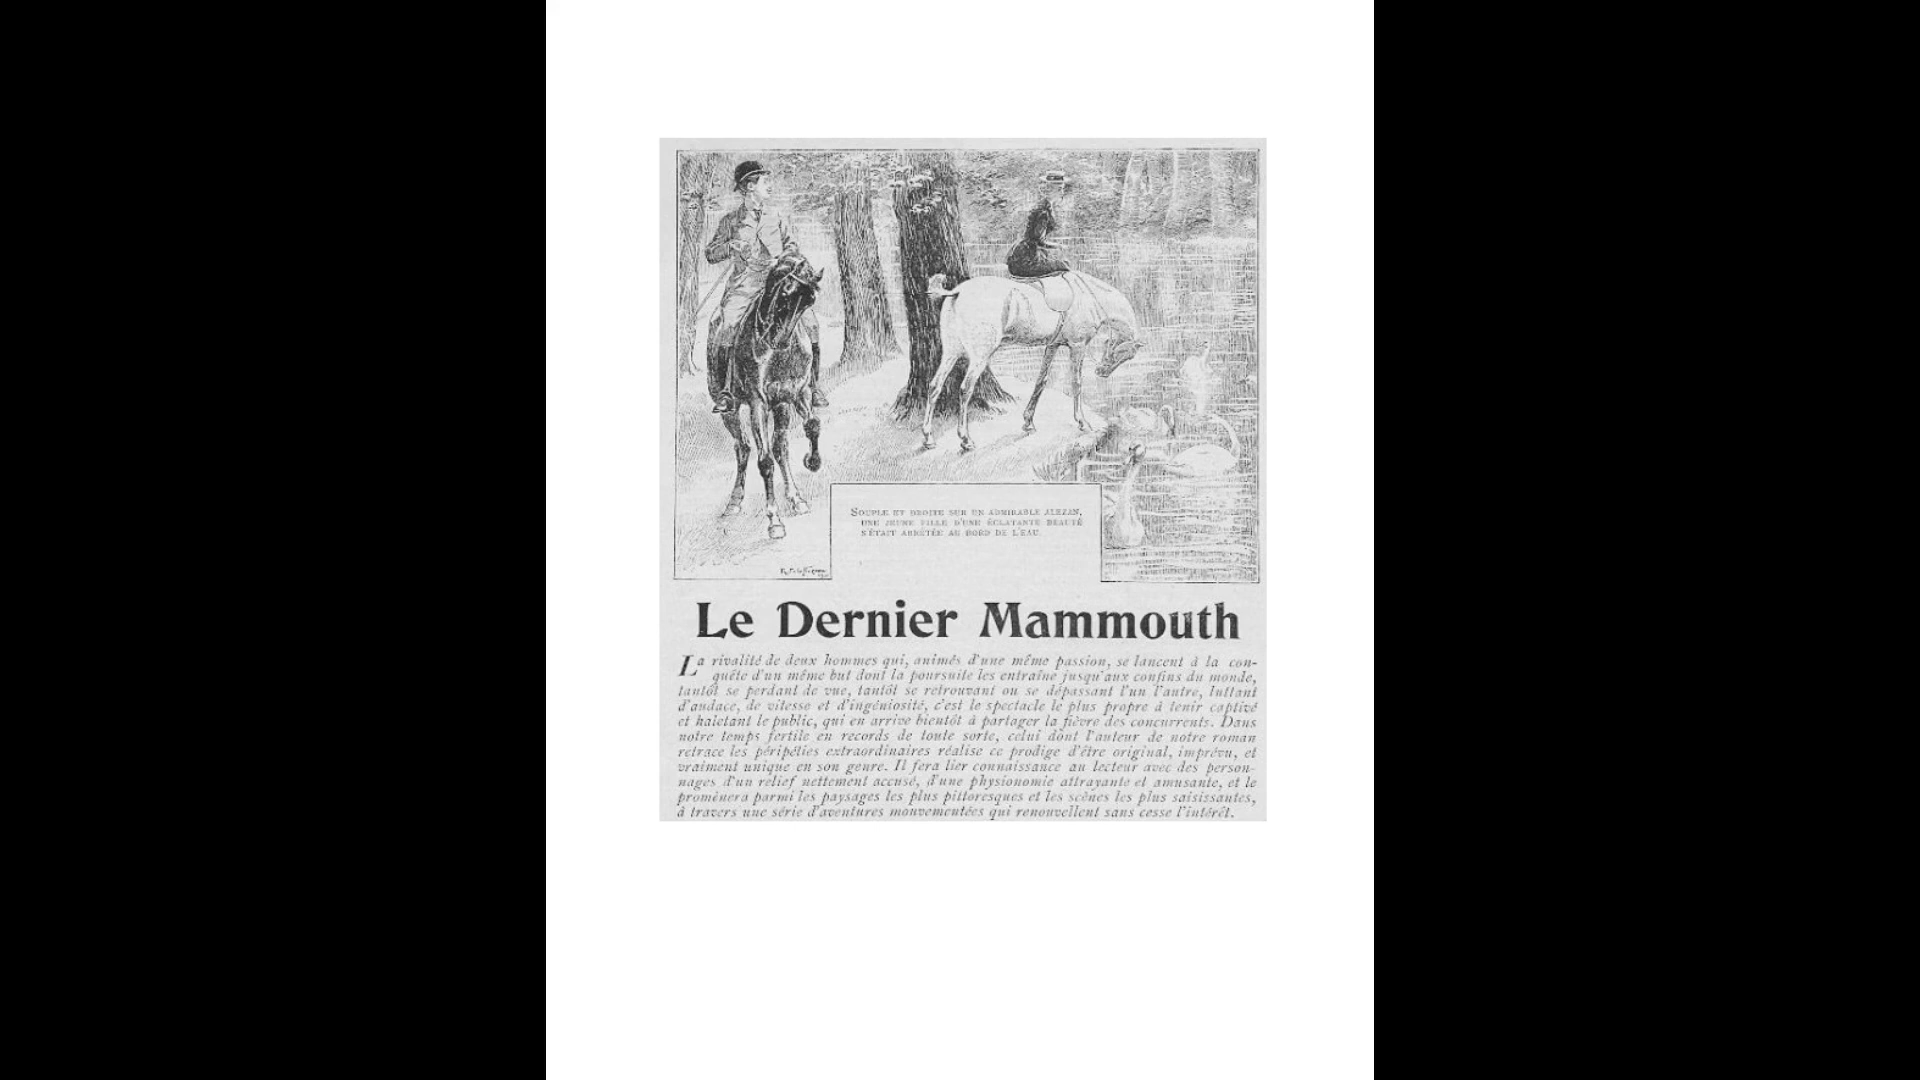 SOUPLE ET DROITE SUR UN ADMIRABLE ALEZAN,
UNE JEUNE FILLE D'UNE ÉCLATANTE BEAUTÉ
S'ÉTAIT ARRÊTÉE AU BORD DE L'EAU.
Le Dernier Mammouth
La rivalité de deux hommes qui, animés d'une même passion, se lancent à la con-
quête d'un même but dont la poursuite les entraîne jusqu'aux confins du monde,
tantôt se perdant de vue, tantôt se retrouvant ou se dépassant l'un l'autre, luttant
d'audace, de vitesse et d'ingéniosité, c'est le spectacle le plus propre à tenir captivé
et haletant le public, qui en arrive bientôt à partager la fièvre des concurrents. Dans
notre temps fertile en records de toute sorte, celui dont l'auteur de notre roman
retrace les péripéties extraordinaires réalise ce prodige d'être original, imprévu, et
vraiment unique en son genre. Il fera lier connaissance au lecteur avec des person-
nages d'un relief nettement accusé, d'une physionomie attrayante et amusante, et le
promènera parmi les paysages les plus pittoresques et les scènes les plus saisissantes,
à travers une série d'aventures mouvementées qui renouvellent sans cesse l'intérêt.